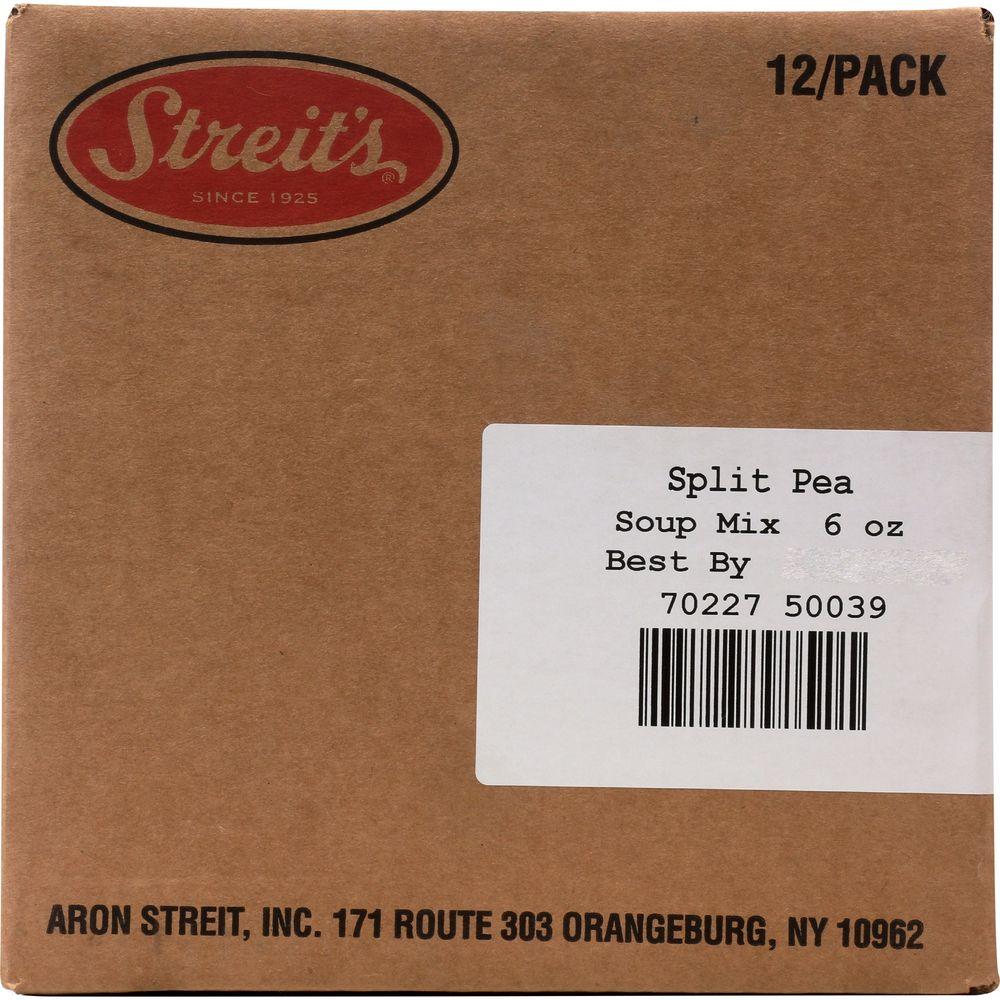 Streit's®
SINCE 1925
12/PACK
Split Pea
Soup Mix 6 oz
Best By
70227 50039
ARON STREIT, INC. 171 ROUTE 303 ORANGEBURG, NY 10962